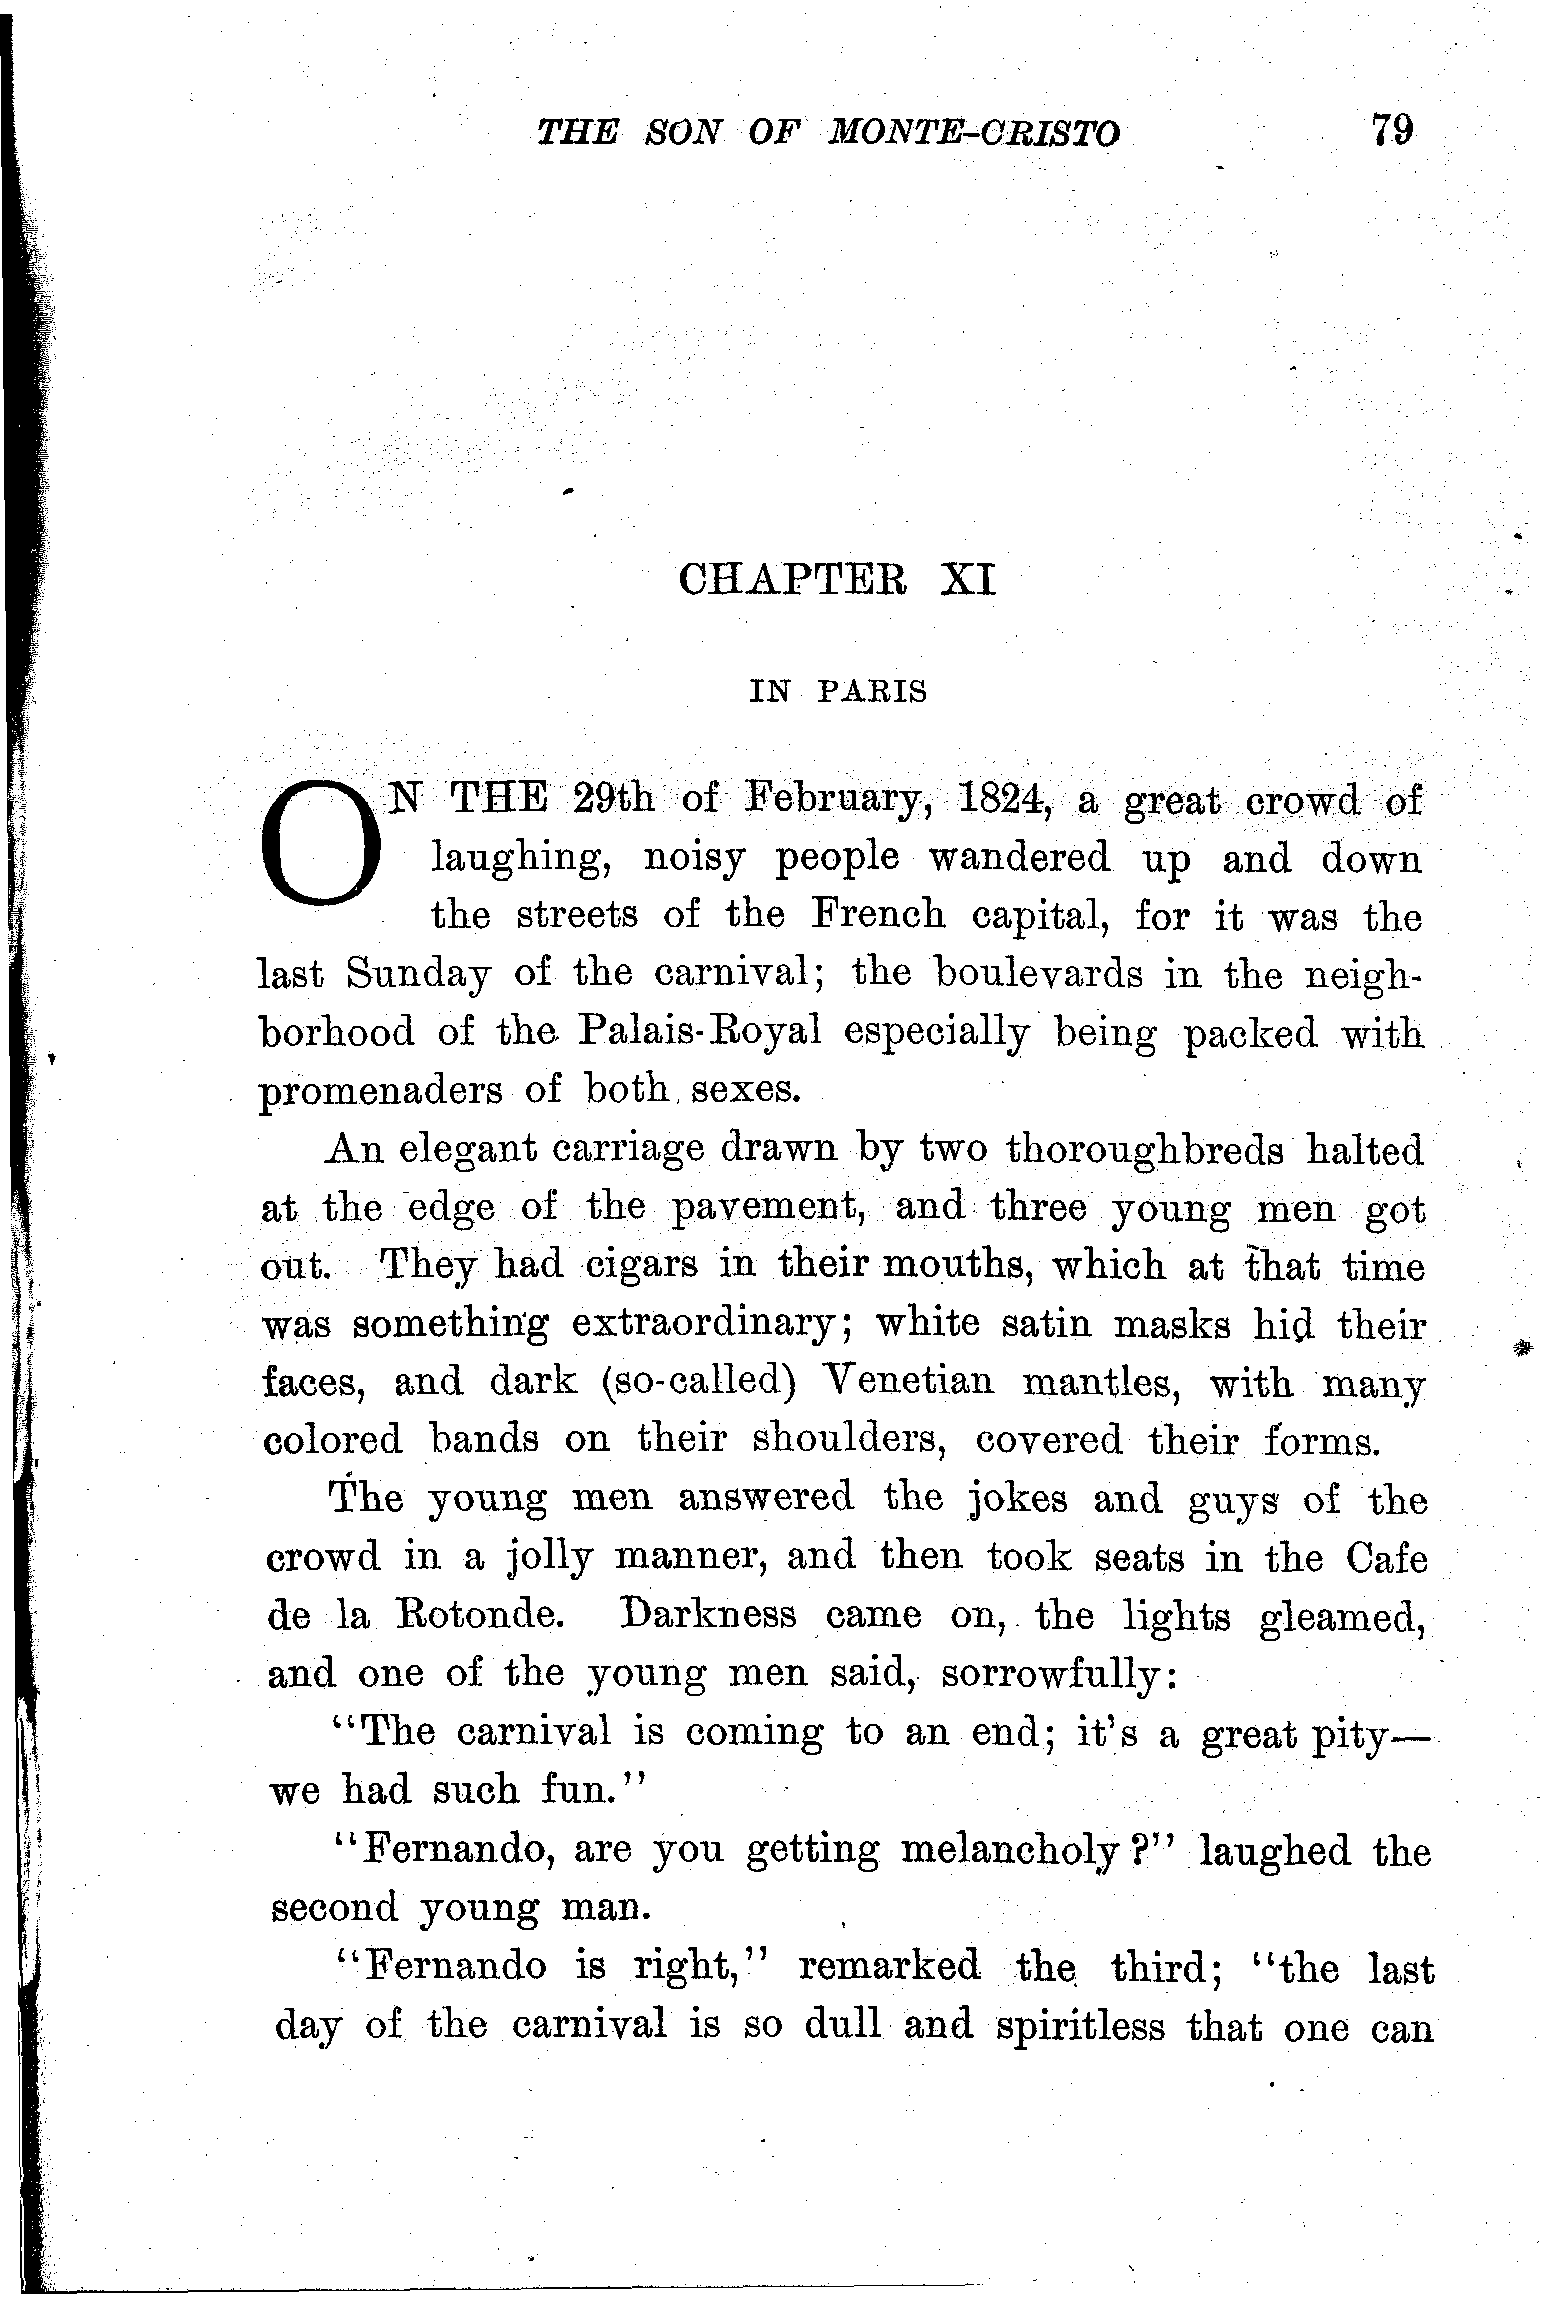 THE SON OF MONTE-CRISTO 79
CHAPTER XI
IN PARIS
ON THE 29th of February, 1824, a great crowd of
laughing, noisy people wandered up and down
the streets of the French capital, for it was the
last Sunday of the carnival; the boulevards in the neigh-
borhood of the Palais-Royal especially being packed with
promenaders of both sexes.
An elegant carriage drawn by two thoroughbreds halted
at the edge of the pavement, and three young men got
out. They had cigars in their mouths, which at that time
was something extraordinary; white satin masks hid their
faces, and dark (so-called) Venetian mantles, with many
colored bands on their shoulders, covered their forms.
The young men answered the jokes and guys of the
crowd in a jolly manner, and then took seats in the Cafe
de la Rotonde. Darkness came on, the lights gleamed,
and one of the young men said, sorrowfully:
"The carnival is coming to an end; it's a great pity—
we had such fun."
"Fernando, are you getting melancholy?" laughed the
second young man.
"Fernando is right," remarked the third; "the last
day of the carnival is so dull and spiritless that one can